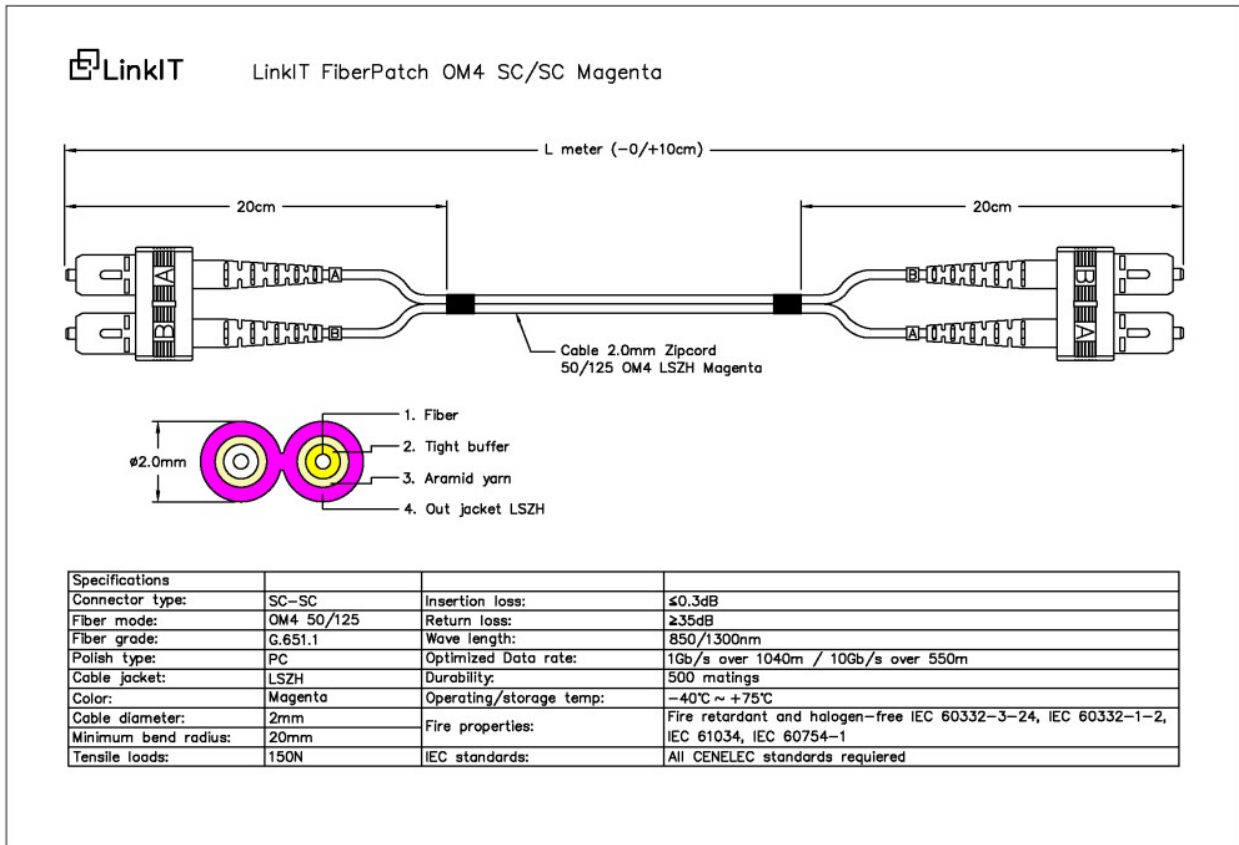 LinkIT
LinkIT FiberPatch OM4 SC/SC Magenta
L meter (-0/+10cm)
20cm
20cm
A
B
A
B
B
A
B
A
Cable 2.0mm Zipcord
50/125 OM4 LSZH Magenta
ø2.0mm
1. Fiber
2. Tight buffer
3. Aramid yarn
4. Out jacket LSZH
Specifications
Connector type: SC-SC Insertion loss: ≤0.3dB
Fiber mode: OM4 50/125 Return loss: ≥35dB
Fiber grade: G.651.1 Wave length: 850/1300nm
Polish type: PC Optimized Data rate: 1Gb/s over 1040m / 10Gb/s over 550m
Cable jacket: LSZH Durability: 500 matings
Color: Magenta Operating/storage temp: -40℃ ~ +75℃
Cable diameter: 2mm Fire properties: Fire retardant and halogen-free IEC 60332-3-24, IEC 60332-1-2,
Minimum bend radius: 20mm IEC 61034, IEC 60754-1
Tensile loads: 150N IEC standards: All CENELEC standards requiered